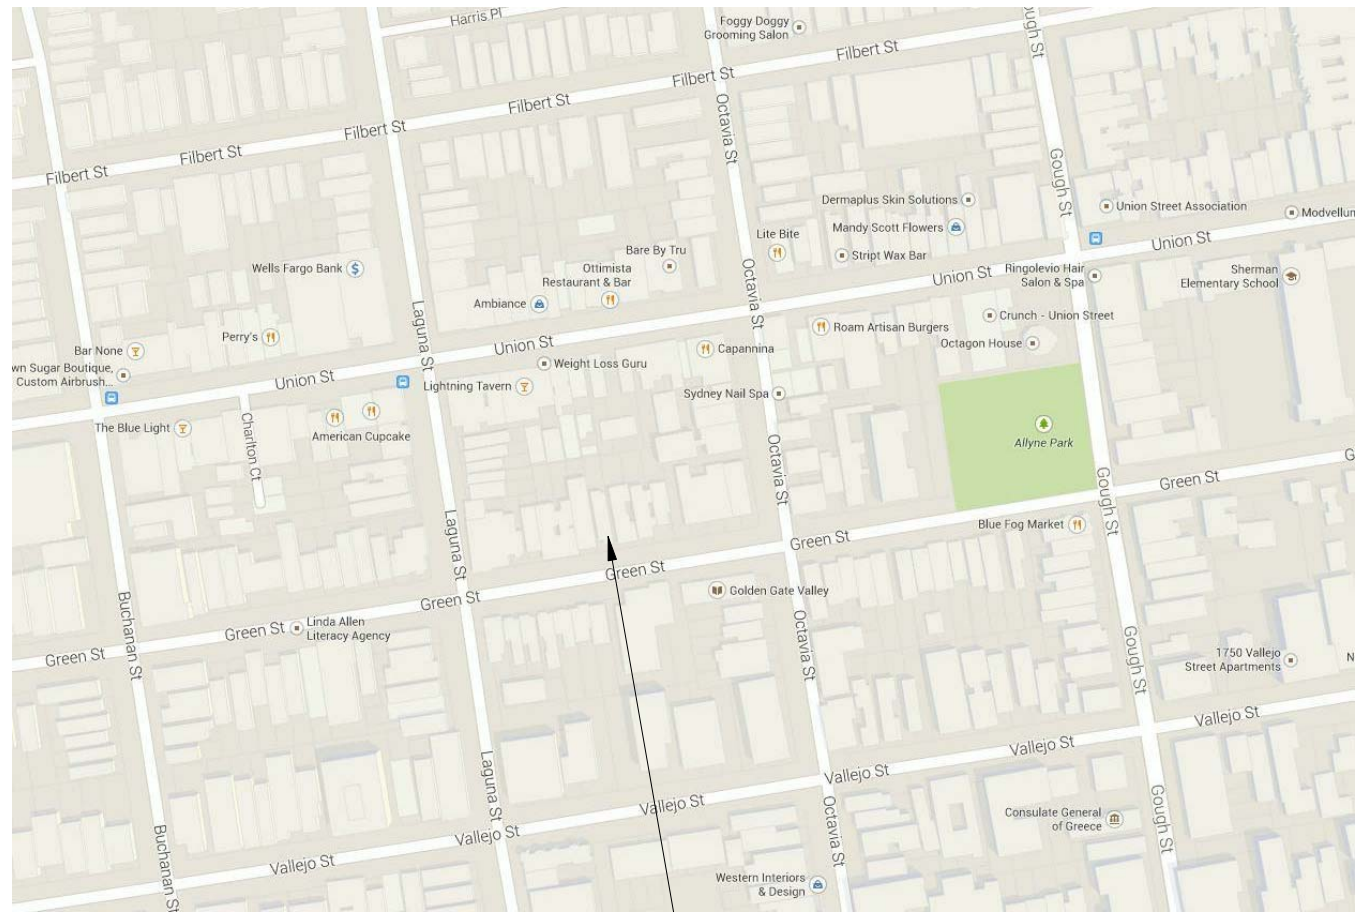 Harris Pl
Foggy Doggy
Grooming Salon
ough St
Filbert St
Filbert St
Filbert St
Filbert St
Filbert St
Filbert St
Octavia St
Gough St
Dermaplus Skin Solutions
Union Street Association
Modvellum
Mandy Scott Flowers
Lite Bite
Stript Wax Bar
Union St
Bare By Tru
Wells Fargo Bank
Ottimista
Restaurant & Bar
Octavia St
Union St
Ringolevio Hair
Salon & Spa
Sherman
Elementary School
Ambiance
Laguna St
Crunch - Union Street
Roam Artisan Burgers
Octagon House
Perry's
Union St
Capannina
Bar None
Weight Loss Guru
wn Sugar Boutique,
Custom Airbrush...
Union St
Lightning Tavern
Sydney Nail Spa
The Blue Light
American Cupcake
Charlton Ct
Octavia St
Allyne Park
Gough St
Green St
G
Laguna St
Blue Fog Market
Green St
Green St
Green St
Golden Gate Valley
Buchanan St
Linda Allen
Literacy Agency
Green St
Green St
Octavia St
Gough St
1750 Vallejo
Street Apartments
N
Vallejo St
Vallejo St
Vallejo St
Laguna St
Vallejo St
Octavia St
Consulate General
of Greece
Gough St
Vallejo St
Vallejo St
Buchanan St
Western Interiors
& Design